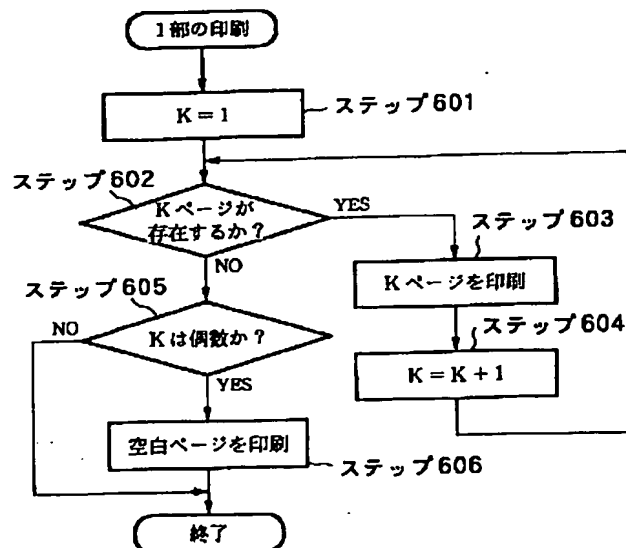 1部の印刷
K=1
ステップ601
ステップ602
Kページが
存在するか?
YES
NO
ステップ603
Kページを印刷
ステップ604
K=K+1
ステップ605
NO
Kは偶数か?
YES
空白ページを印刷
ステップ606
終了